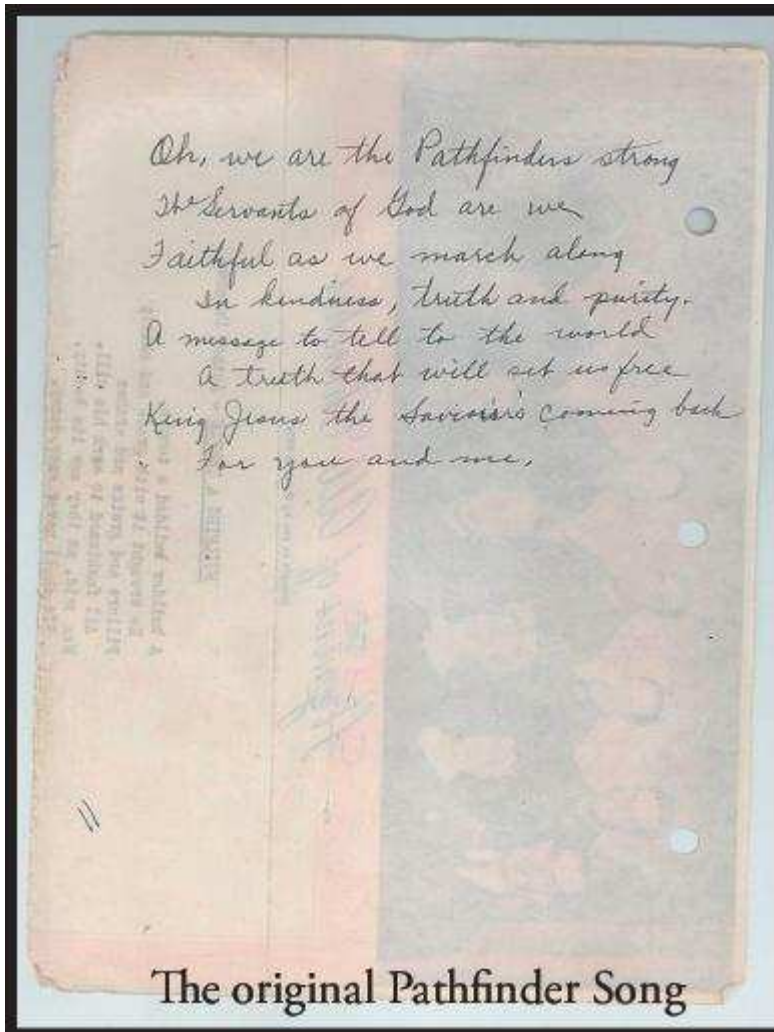 Oh, we are the Pathfinders strong
The Servants of God are we
Faithful as we march along
In kindness, truth and purity.
A message to tell to the world
A truth that will set us free
King Jesus the Saviour's coming back
For you and me.
The original Pathfinder Song